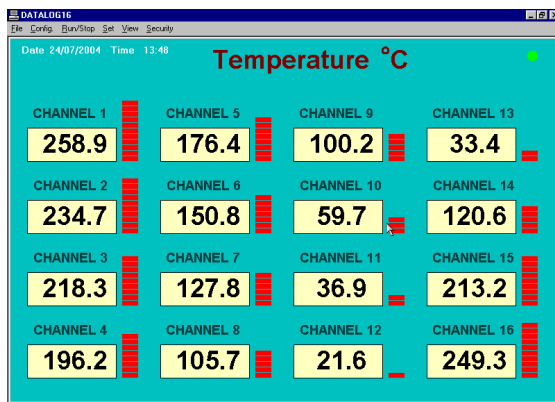 DATALOG16
File Config. Run/Stop Set View Security
Date 24/07/2004 Time 13:48
Temperature °C
CHANNEL 1 CHANNEL 5 CHANNEL 9 CHANNEL 13
258.9 176.4 100.2 33.4
CHANNEL 2 CHANNEL 6 CHANNEL 10 CHANNEL 14
234.7 150.8 59.7 120.6
CHANNEL 3 CHANNEL 7 CHANNEL 11 CHANNEL 15
218.3 127.8 36.9 213.2
CHANNEL 4 CHANNEL 8 CHANNEL 12 CHANNEL 16
196.2 105.7 21.6 249.3